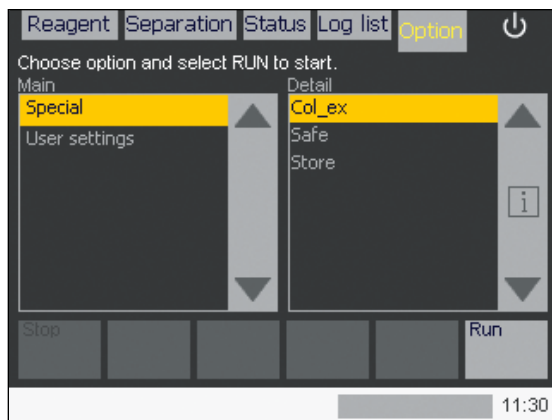 Reagent Separation Status Log list Option
Choose option and select RUN to start.
Main Detail
Special Col_ex
User settings Safe
Store
i
Stop Run
11:30